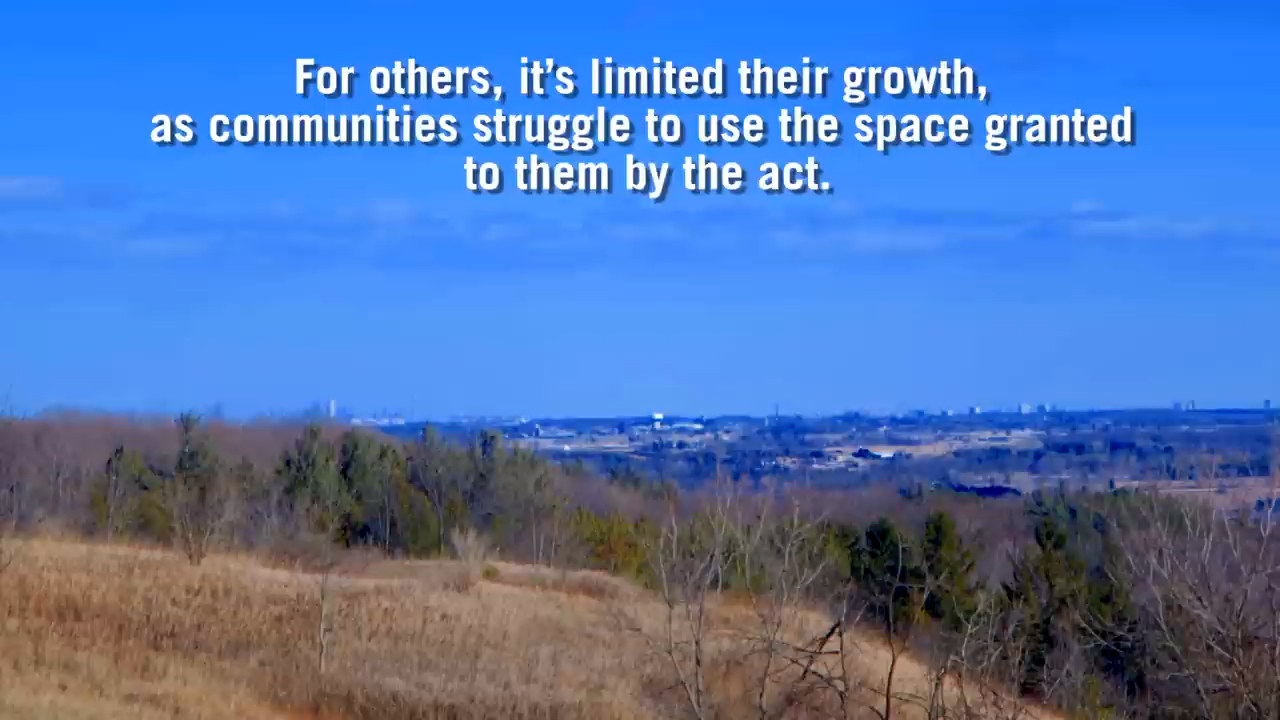 For others, it’s limited their growth,
as communities struggle to use the space granted
to them by the act.